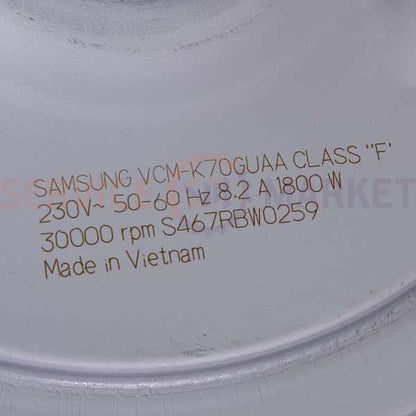 SAMSUNG VCM-K70GUAA CLASS "F"
230V~ 50-60 Hz 8.2 A 1800 W
30000 rpm S467RBW0259
Made in Vietnam